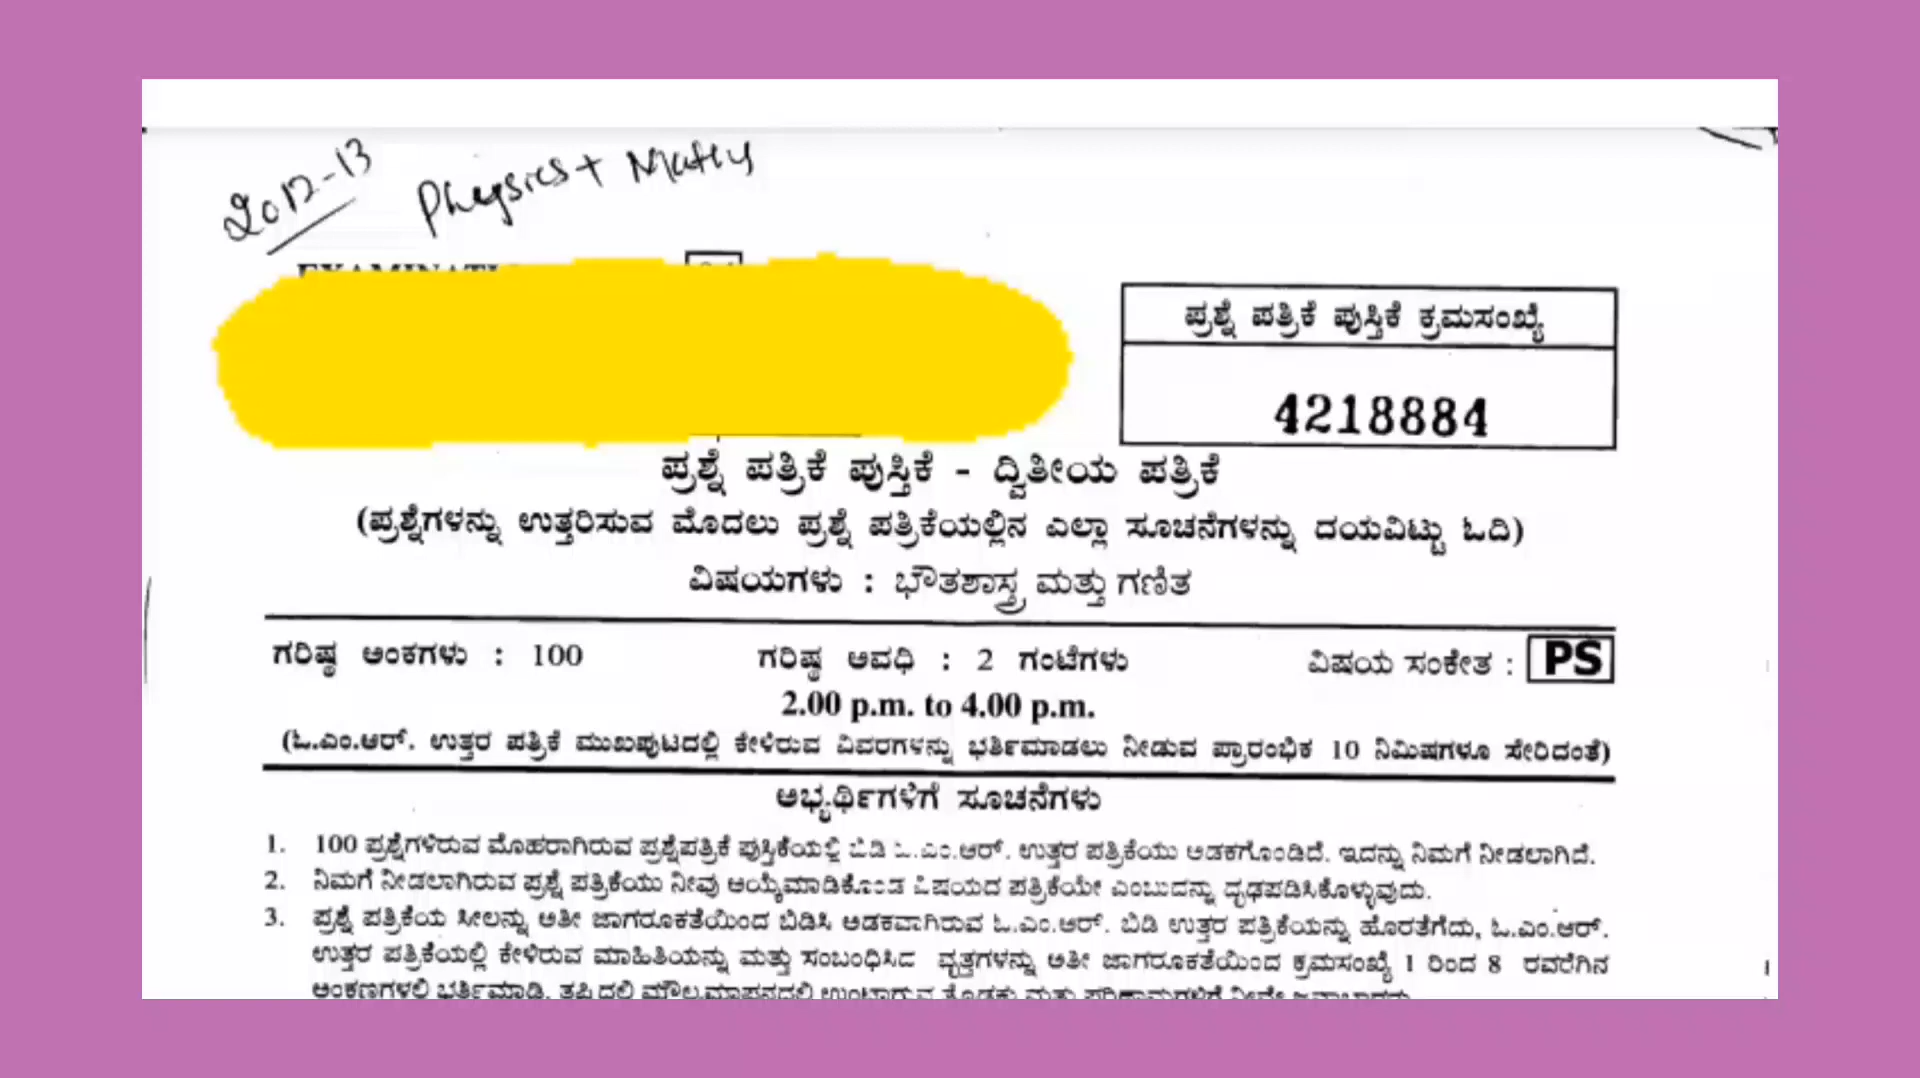 2012-13 Physics + Maths
ಪ್ರಶ್ನೆ ಪತ್ರಿಕೆ ಪುಸ್ತಿಕೆ ಕ್ರಮಸಂಖ್ಯೆ
4218884
ಪ್ರಶ್ನೆ ಪತ್ರಿಕೆ ಪುಸ್ತಿಕೆ - ದ್ವಿತೀಯ ಪತ್ರಿಕೆ
(ಪ್ರಶ್ನೆಗಳನ್ನು ಉತ್ತರಿಸುವ ಮೊದಲು ಪ್ರಶ್ನೆ ಪತ್ರಿಕೆಯಲ್ಲಿನ ಎಲ್ಲಾ ಸೂಚನೆಗಳನ್ನು ದಯವಿಟ್ಟು ಓದಿ)
ವಿಷಯಗಳು : ಭೌತಶಾಸ್ತ್ರ ಮತ್ತು ಗಣಿತ
ಗರಿಷ್ಠ ಅಂಕಗಳು : 100 ಗರಿಷ್ಠ ಅವಧಿ : 2 ಗಂಟೆಗಳು ವಿಷಯ ಸಂಕೇತ : PS
2.00 p.m. to 4.00 p.m.
(ಓ.ಎಂ.ಆರ್. ಉತ್ತರ ಪತ್ರಿಕೆ ಮುಖಪುಟದಲ್ಲಿ ಕೇಳಿರುವ ವಿವರಗಳನ್ನು ಭರ್ತಿಮಾಡಲು ನೀಡುವ ಪ್ರಾರಂಭಿಕ 10 ನಿಮಿಷಗಳೂ ಸೇರಿದಂತೆ)
ಅಭ್ಯರ್ಥಿಗಳಿಗೆ ಸೂಚನೆಗಳು
1. 100 ಪ್ರಶ್ನೆಗಳಿರುವ ಮೊಹರಾಗಿರುವ ಪ್ರಶ್ನೆಪತ್ರಿಕೆ ಪುಸ್ತಿಕೆಯಲ್ಲಿ ಬಿಡಿ ಓ.ಎಂ.ಆರ್. ಉತ್ತರ ಪತ್ರಿಕೆಯು ಅಡಕಗೊಂಡಿದೆ. ಇದನ್ನು ನಿಮಗೆ ನೀಡಲಾಗಿದೆ.
2. ನಿಮಗೆ ನೀಡಲಾಗಿರುವ ಪ್ರಶ್ನೆ ಪತ್ರಿಕೆಯು ನೀವು ಆಯ್ಕೆಮಾಡಿಕೊಂಡ ವಿಷಯದ ಪತ್ರಿಕೆಯೇ ಎಂಬುದನ್ನು ದೃಢಪಡಿಸಿಕೊಳ್ಳುವುದು.
3. ಪ್ರಶ್ನೆ ಪತ್ರಿಕೆಯ ಸೀಲನ್ನು ಅತೀ ಜಾಗರೂಕತೆಯಿಂದ ಬಿಡಿಸಿ ಅಡಕವಾಗಿರುವ ಓ.ಎಂ.ಆರ್. ಬಿಡಿ ಉತ್ತರ ಪತ್ರಿಕೆಯನ್ನು ಹೊರತೆಗೆದು, ಓ.ಎಂ.ಆರ್.
ಉತ್ತರ ಪತ್ರಿಕೆಯಲ್ಲಿ ಕೇಳಿರುವ ಮಾಹಿತಿಯನ್ನು ಮತ್ತು ಸಂಬಂಧಿಸಿದ ವೃತ್ತಗಳನ್ನು ಅತೀ ಜಾಗರೂಕತೆಯಿಂದ ಕ್ರಮಸಂಖ್ಯೆ 1 ರಿಂದ 8 ರವರೆಗಿನ